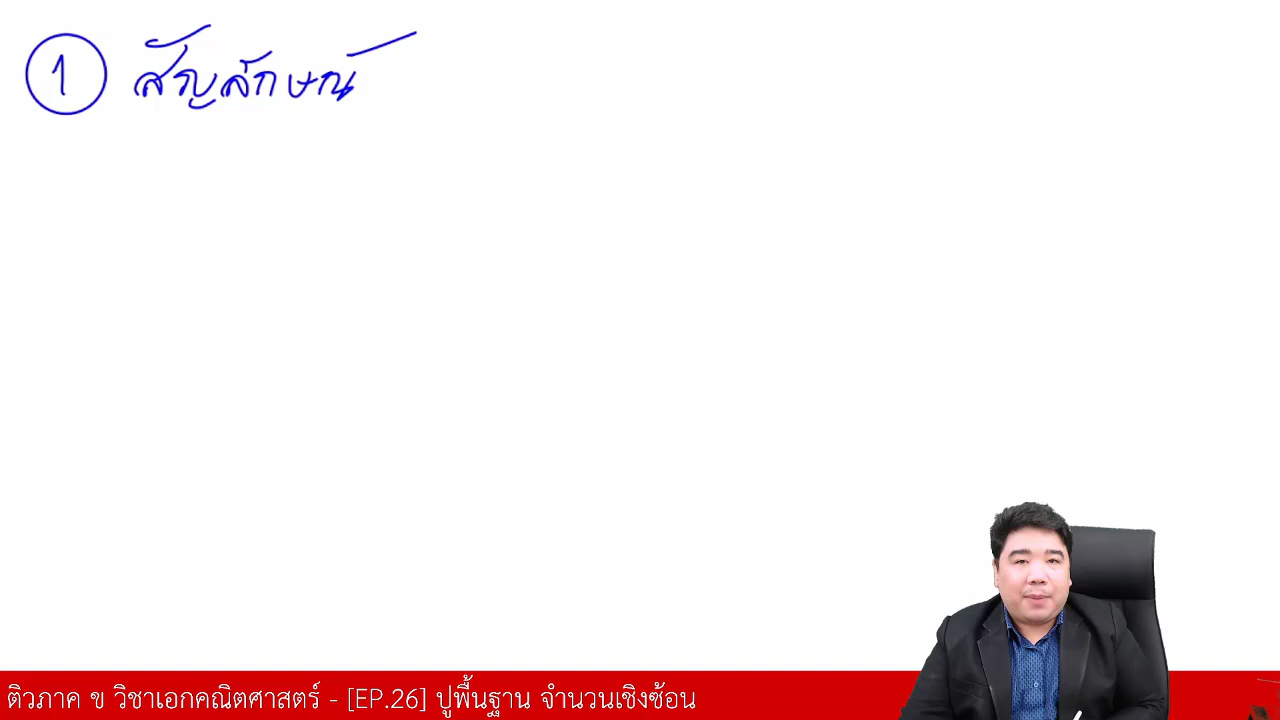 1 สัญลักษณ์
ติวภาค ข วิชาเอกคณิตศาสตร์ - [EP.26] ปูพื้นฐาน จำนวนเชิงซ้อน